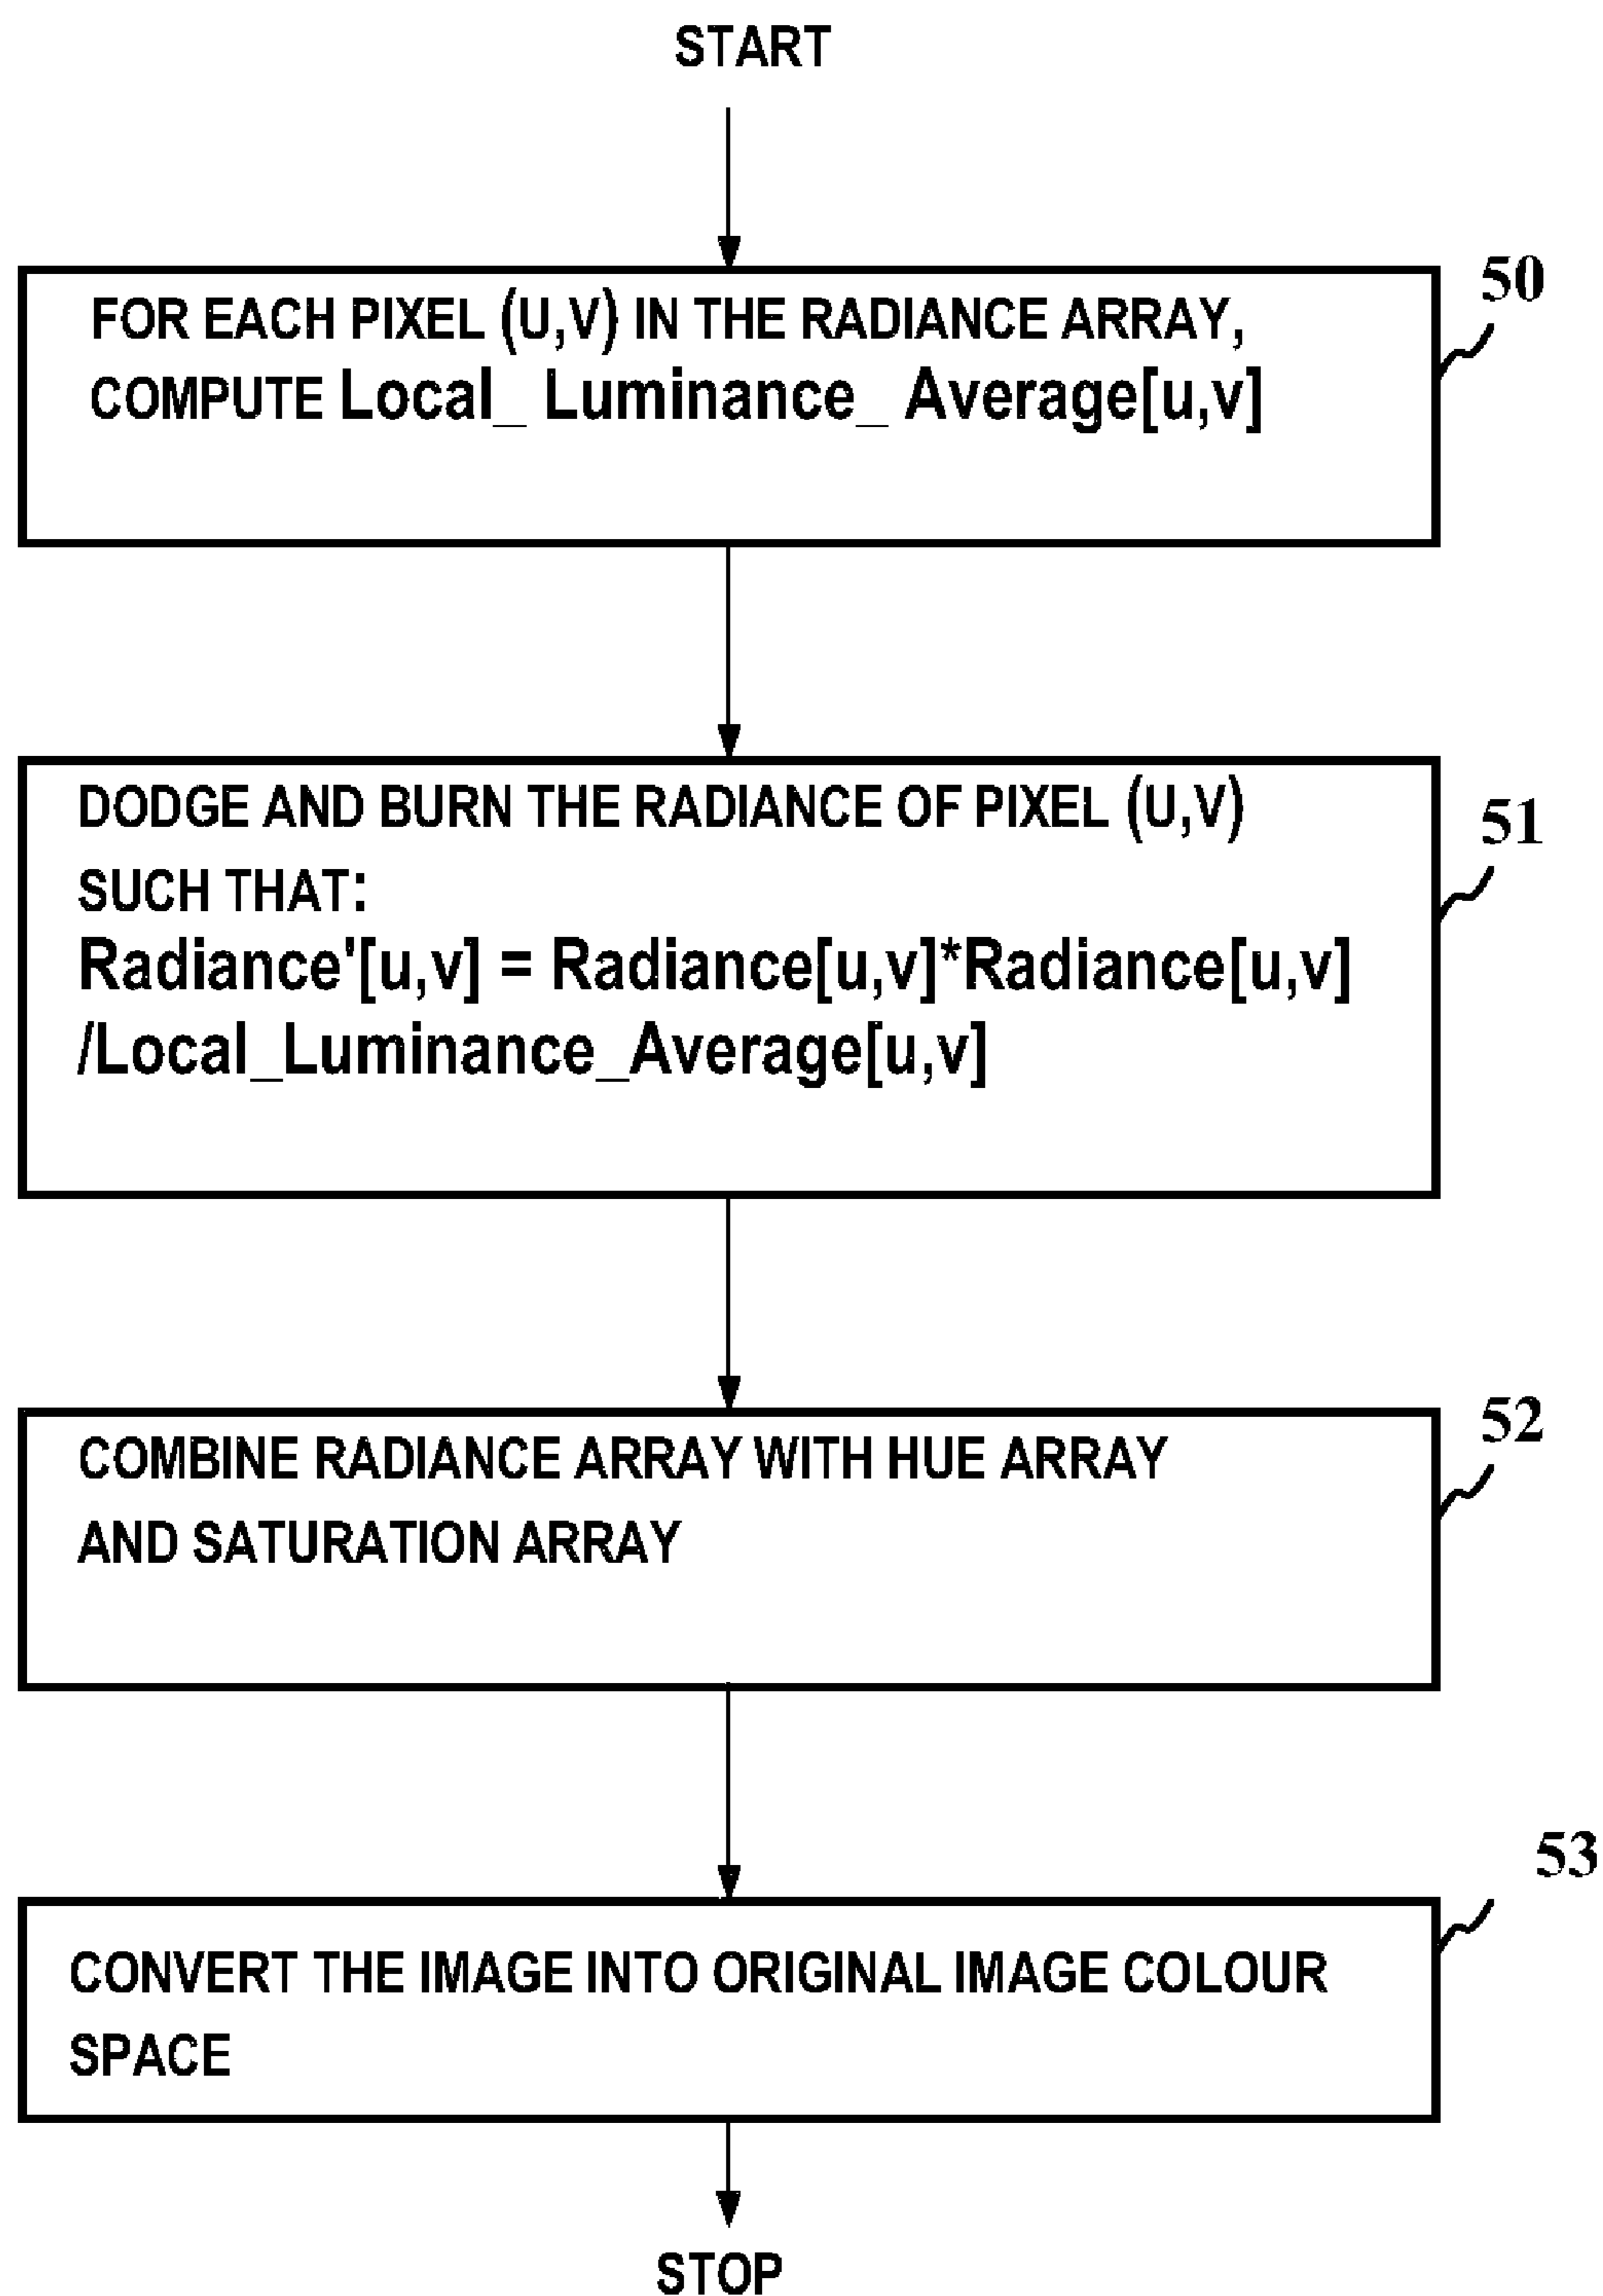 START
50
FOR EACH PIXEL (U,V) IN THE RADIANCE ARRAY,
COMPUTE Local_ Luminance_ Average[u,v]
51
DODGE AND BURN THE RADIANCE OF PIXEL (U,V)
SUCH THAT:
Radiance'[u,v] = Radiance[u,v]*Radiance[u,v]
/Local_Luminance_Average[u,v]
52
COMBINE RADIANCE ARRAY WITH HUE ARRAY
AND SATURATION ARRAY
53
CONVERT THE IMAGE INTO ORIGINAL IMAGE COLOUR
SPACE
STOP